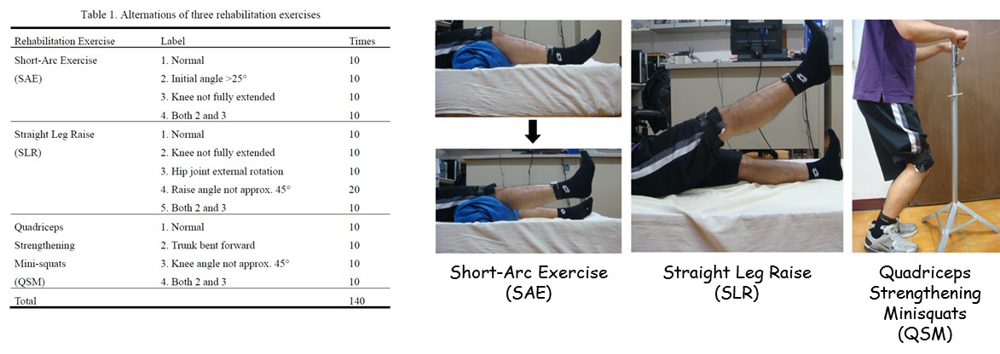 Table 1. Alternations of three rehabilitation exercises
Rehabilitation Exercise Label Times
Short-Arc Exercise 1. Normal 10
(SAE) 2. Initial angle >25° 10
3. Knee not fully extended 10
4. Both 2 and 3 10
Straight Leg Raise 1. Normal 10
(SLR) 2. Knee not fully extended 10
3. Hip joint external rotation 10
4. Raise angle not approx. 45° 20
5. Both 2 and 3 10
Quadriceps 1. Normal 10
Strengthening 2. Trunk bent forward 10
Mini-squats 3. Knee angle not approx. 45° 10
(QSM) 4. Both 2 and 3 10
Total 140
Short-Arc Exercise
(SAE)
Straight Leg Raise
(SLR)
Quadriceps
Strengthening
Minisquats
(QSM)